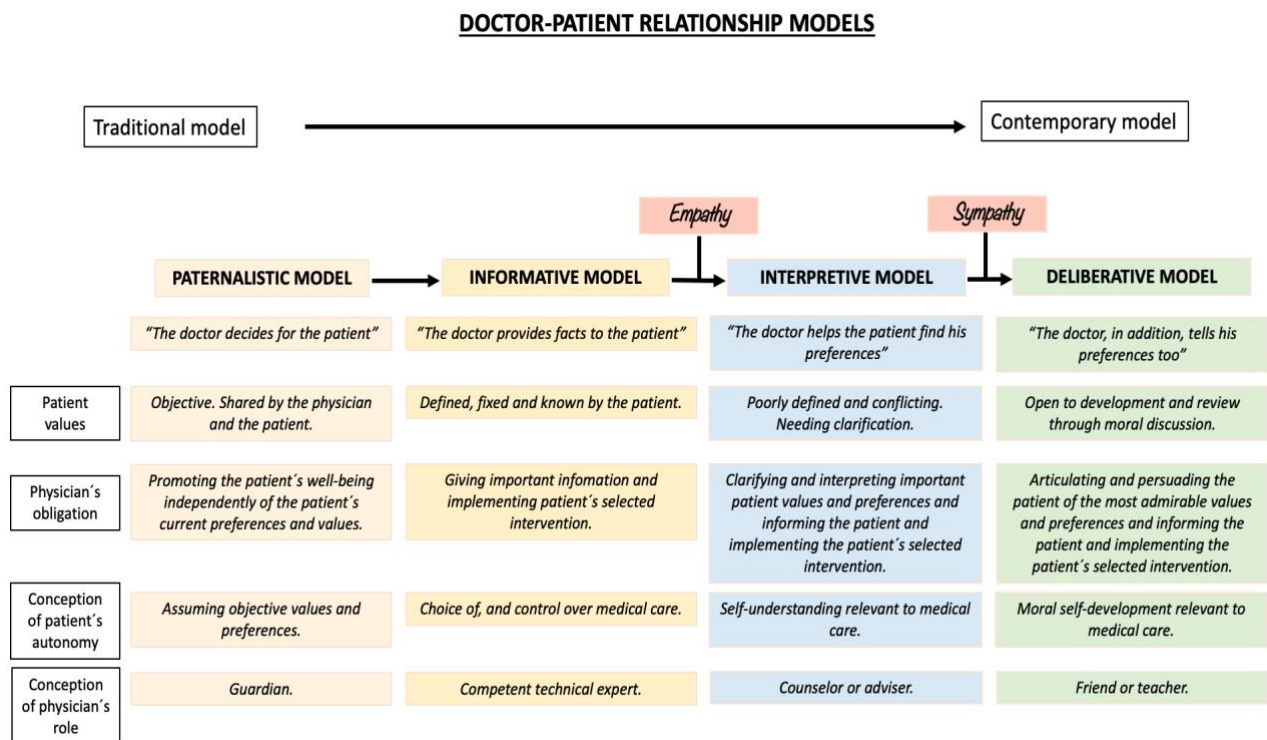 DOCTOR-PATIENT RELATIONSHIP MODELS
Traditional model
Contemporary model
Empathy
Sympathy
PATERNALISTIC MODEL
INFORMATIVE MODEL
INTERPRETIVE MODEL
DELIBERATIVE MODEL
“The doctor decides for the patient”
“The doctor provides facts to the patient”
“The doctor helps the patient find his
preferences”
“The doctor, in addition, tells his
preferences too”
Patient
values
Objective. Shared by the physician
and the patient.
Defined, fixed and known by the patient.
Poorly defined and conflicting.
Needing clarification.
Open to development and review
through moral discussion.
Physician´s
obligation
Promoting the patient´s well-being
independently of the patient´s
current preferences and values.
Giving important infomation and
implementing patient´s selected
intervention.
Clarifying and interpreting important
patient values and preferences and
informing the patient and
implementing the patient´s selected
intervention.
Articulating and persuading the
patient of the most admirable values
and preferences and informing the
patient and implementing the
patient´s selected intervention.
Conception
of patient´s
autonomy
Assuming objective values and
preferences.
Choice of, and control over medical care.
Self-understanding relevant to medical
care.
Moral self-development relevant to
medical care.
Conception
of physician´s
role
Guardian.
Competent technical expert.
Counselor or adviser.
Friend or teacher.